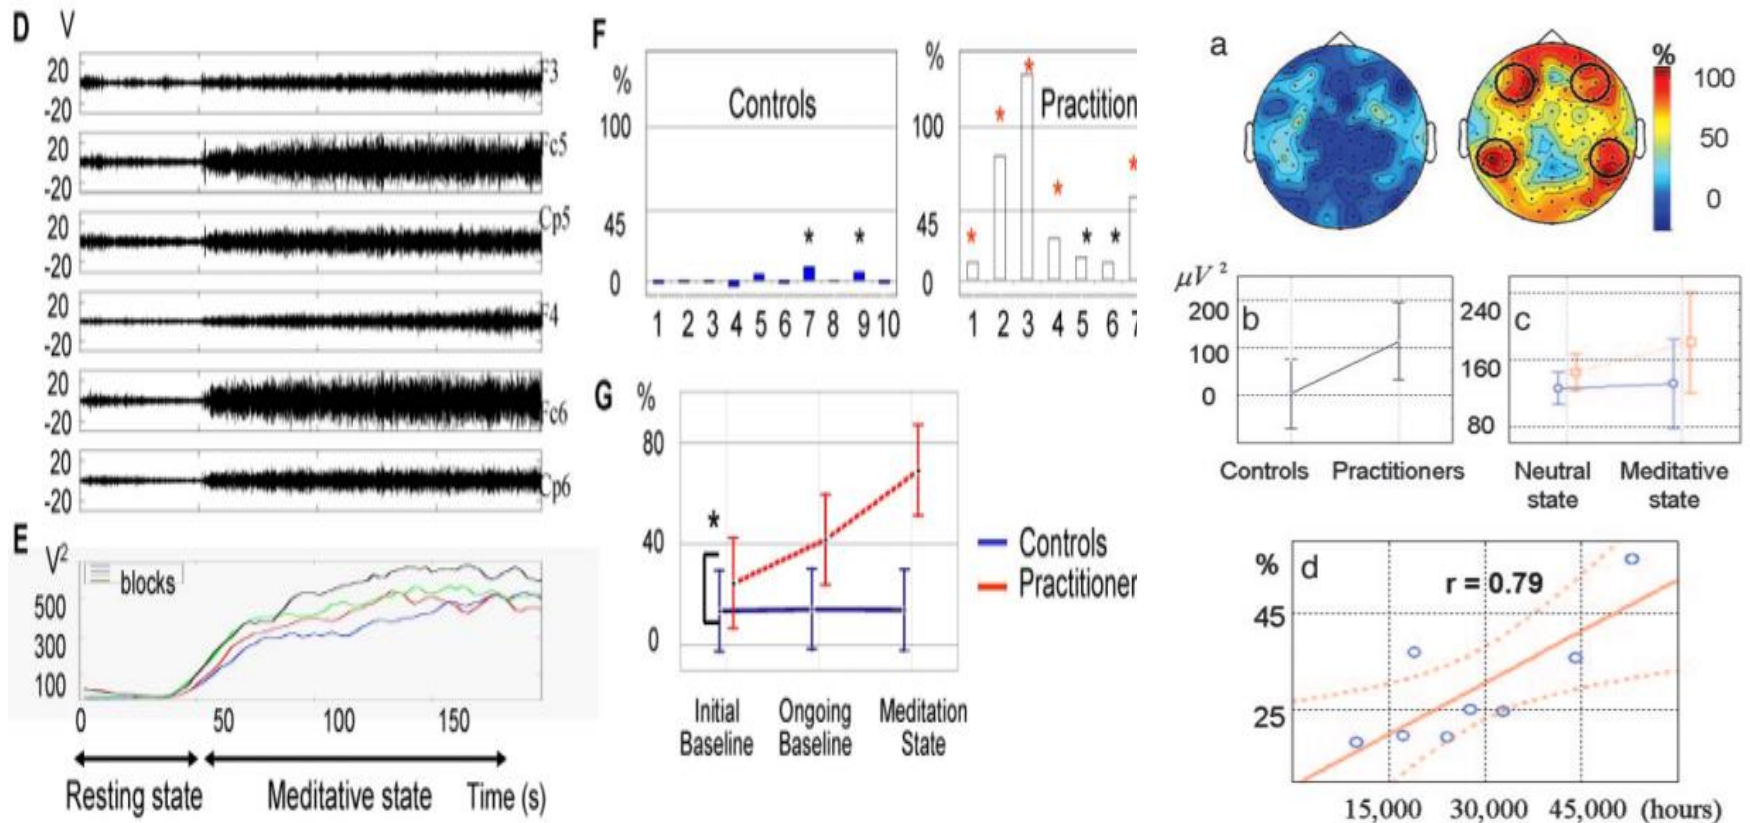 D V
20
-20
F3
20
-20
Fc5
20
-20
Cp5
20
-20
F4
20
-20
Fc6
20
-20
Cp6
E V²
blocks
500
300
100
0 50 100 150
Resting state Meditative state Time (s)
F
% Controls
100
45
0
1 2 3 4 5 6 7 8 9 10
* *
% Practition
100
45
0
1 2 3 4 5 6 7
* * * * * * *
G %
80
40
0
*
Initial Baseline
Ongoing Baseline
Meditation State
Controls
Practitioner
a
%
100
50
0
μV²
200
100
0
b
Controls Practitioners
240
160
80
c
Neutral state
Meditative state
%
45
25
d
r = 0.79
15,000 30,000 45,000 (hours)